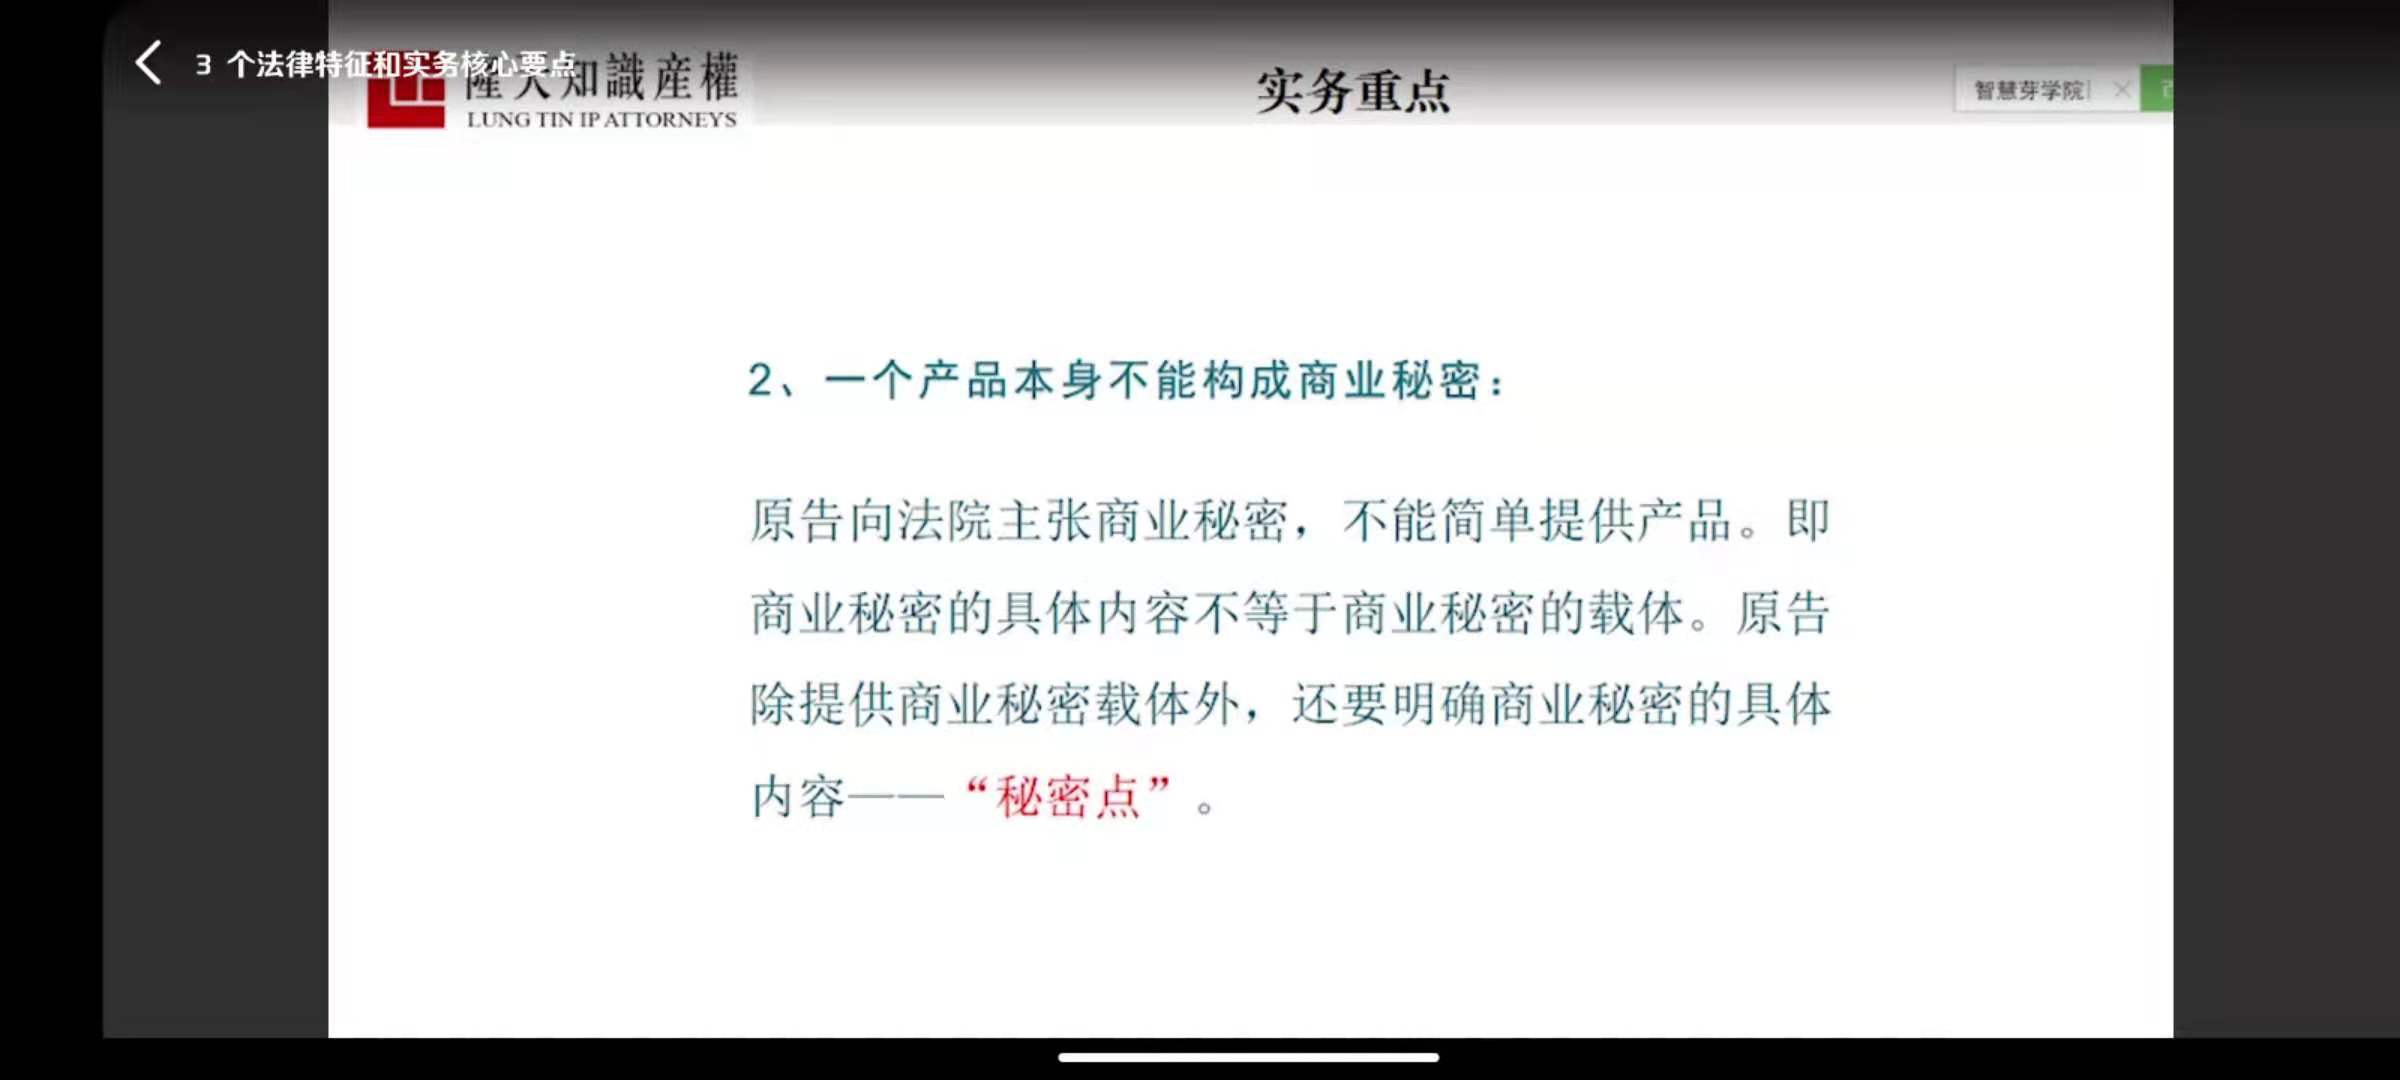 3 个法律特征和实务核心要点
隆天知識産權
LUNG TIN IP ATTORNEYS
实务重点
智慧芽学院
2、一个产品本身不能构成商业秘密：
原告向法院主张商业秘密，不能简单提供产品。即
商业秘密的具体内容不等于商业秘密的载体。原告
除提供商业秘密载体外，还要明确商业秘密的具体
内容——“秘密点”。